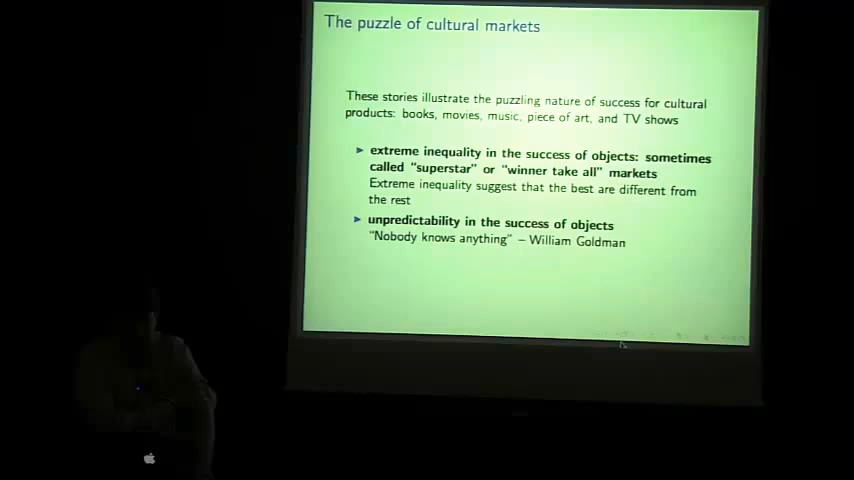 The puzzle of cultural markets
These stories illustrate the puzzling nature of success for cultural
products: books, movies, music, piece of art, and TV shows
extreme inequality in the success of objects: sometimes
called "superstar" or "winner take all" markets
Extreme inequality suggest that the best are different from
the rest
unpredictability in the success of objects
"Nobody knows anything" – William Goldman